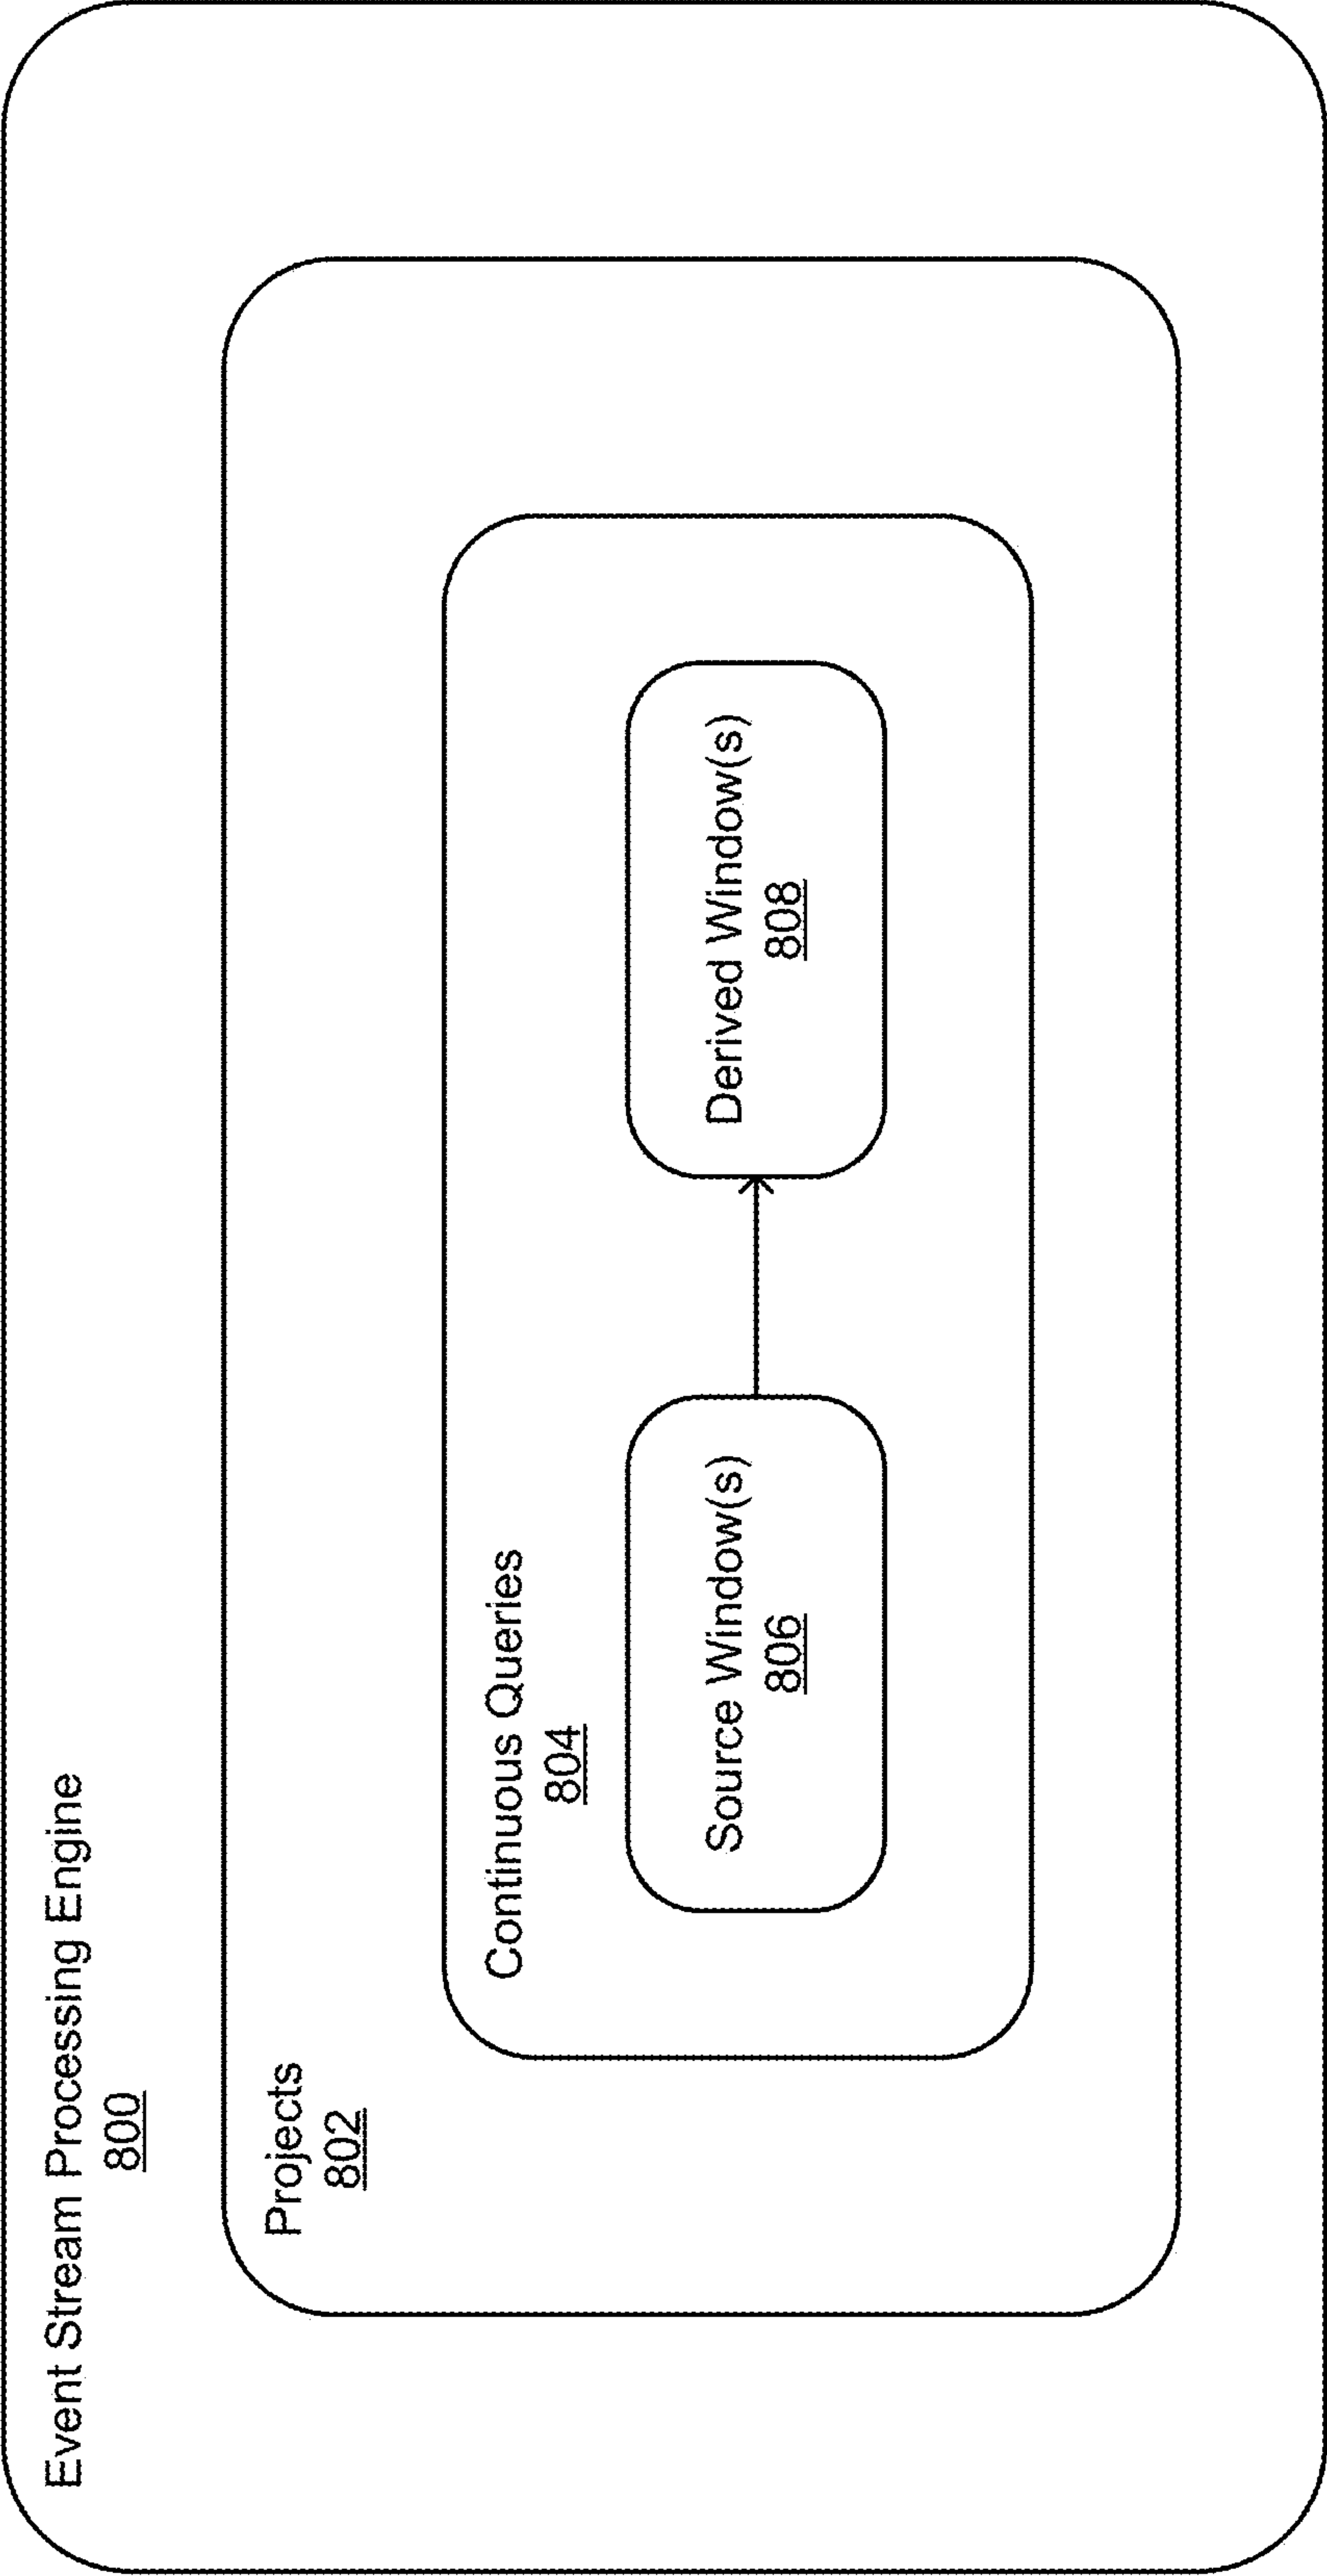 Event Stream Processing Engine
800
Projects
802
Continuous Queries
804
Source Window(s)
806
Derived Window(s)
808